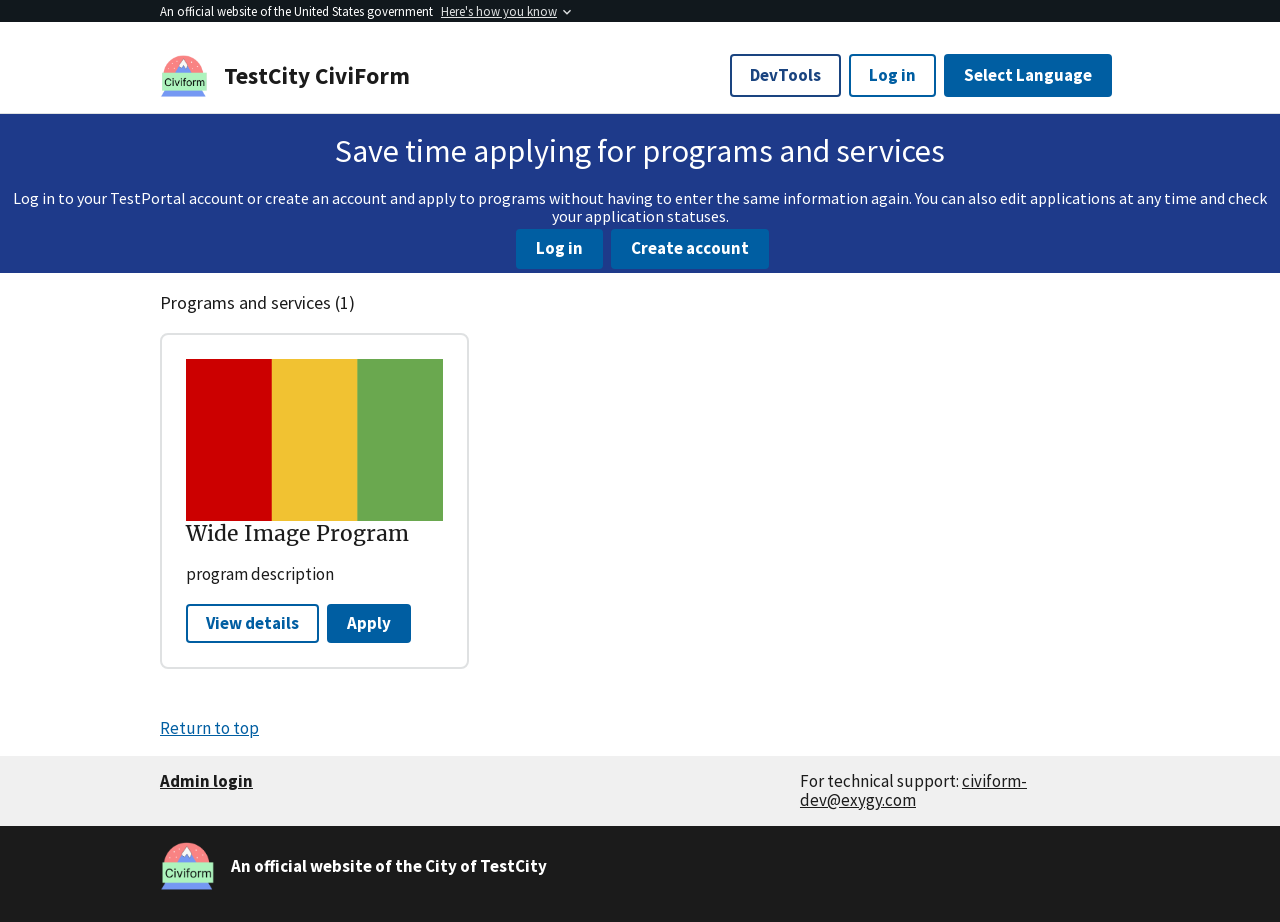 An official website of the United States government Here's how you know
Civiform
TestCity CiviForm
DevTools
Log in
Select Language
Save time applying for programs and services
Log in to your TestPortal account or create an account and apply to programs without having to enter the same information again. You can also edit applications at any time and check
your application statuses.
Log in
Create account
Programs and services (1)
Wide Image Program
program description
View details
Apply
Return to top
Admin login
For technical support: civiform-
dev@exygy.com
Civiform
An official website of the City of TestCity